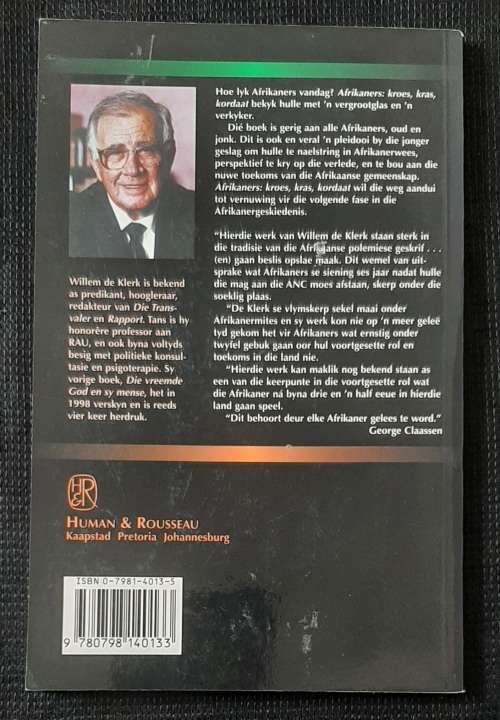 Hoe lyk Afrikaners vandag? Afrikaners: kroes, kras,
kordaat bekyk hulle met 'n vergrootglas en 'n
verkyker.
Dié boek is gerig aan alle Afrikaners, oud en
jonk. Dit is ook en veral 'n pleidooi by die jonger
geslag om hulle te naelstring in Afrikanerwees,
perspektief te kry op die verlede, en te bou aan die
nuwe toekoms van die Afrikaanse gemeenskap.
Afrikaners: kroes, kras, kordaat wil die weg aandui
tot vernuwing vir die volgende fase in die
Afrikanergeskiedenis.
"Hierdie werk van Willem de Klerk staan sterk in
die tradisie van die Afrikaanse polemiese geskrif . . .
(en) gaan beslis opslae maak. Dit wemel van uit-
sprake wat Afrikaners se siening ses jaar nadat hulle
die mag aan die ANC moes afstaan, skerp onder die
soeklig plaas.
"De Klerk se vlymskerp sekel maai onder
Afrikanermites en sy werk kon nie op 'n meer geleë
tyd gekom het vir Afrikaners wat ernstig onder
twyfel gebuk gaan oor hul voortgesette rol en
toekoms in die land nie.
"Hierdie werk kan maklik nog bekend staan as
een van die keerpunte in die voortgesette rol wat
die Afrikaner ná byna drie en 'n half eeue in hierdie
land gaan speel.
"Dit behoort deur elke Afrikaner gelees te word."
George Claassen
Willem de Klerk is bekend
as predikant, hoogleraar,
redakteur van Die Trans-
valer en Rapport. Tans is hy
honorêre professor aan
RAU, en ook byna voltyds
besig met politieke konsul-
tasie en psigoterapie. Sy
vorige boek, Die vreemde
God en sy mense, het in
1998 verskyn en is reeds
vier keer herdruk.
H&R
HUMAN & ROUSSEAU
Kaapstad Pretoria Johannesburg
ISBN 0-7981-4013-5
9 780798 140133